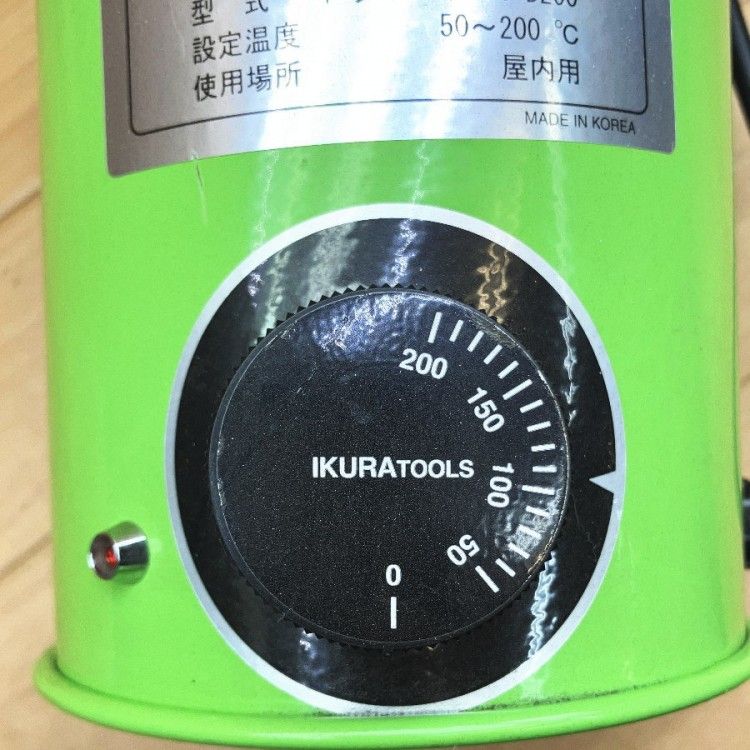 型 式
設定温度 50～200 ℃
使用場所 屋内用
MADE IN KOREA
200
150
IKURATOOLS
100
50
0